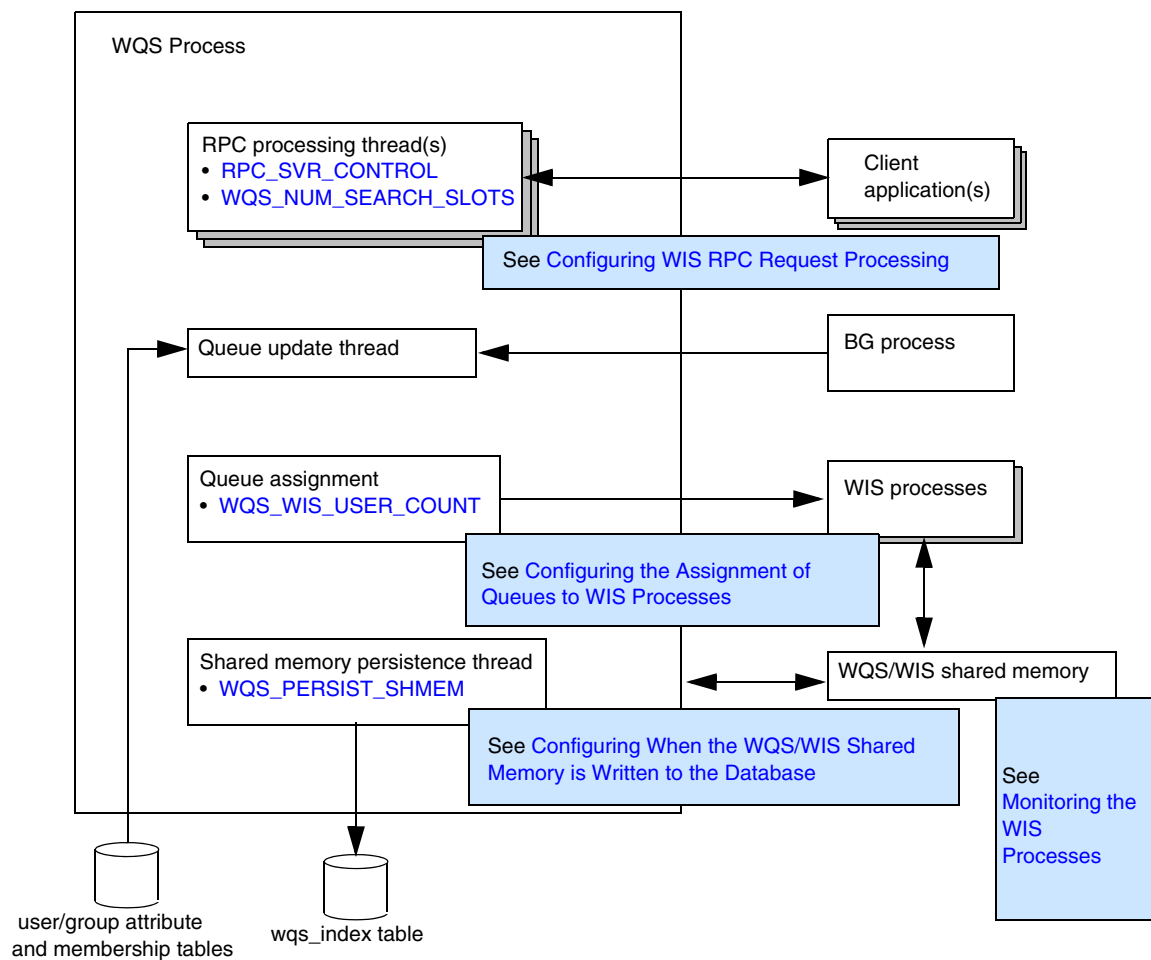 WQS Process
RPC processing thread(s)
• RPC_SVR_CONTROL
• WQS_NUM_SEARCH_SLOTS
Client
application(s)
See Configuring WIS RPC Request Processing
Queue update thread
BG process
Queue assignment
• WQS_WIS_USER_COUNT
WIS processes
See Configuring the Assignment of
Queues to WIS Processes
Shared memory persistence thread
• WQS_PERSIST_SHMEM
WQS/WIS shared memory
See Configuring When the WQS/WIS Shared
Memory is Written to the Database
See
Monitoring the
WIS
Processes
user/group attribute
and membership tables
wqs_index table